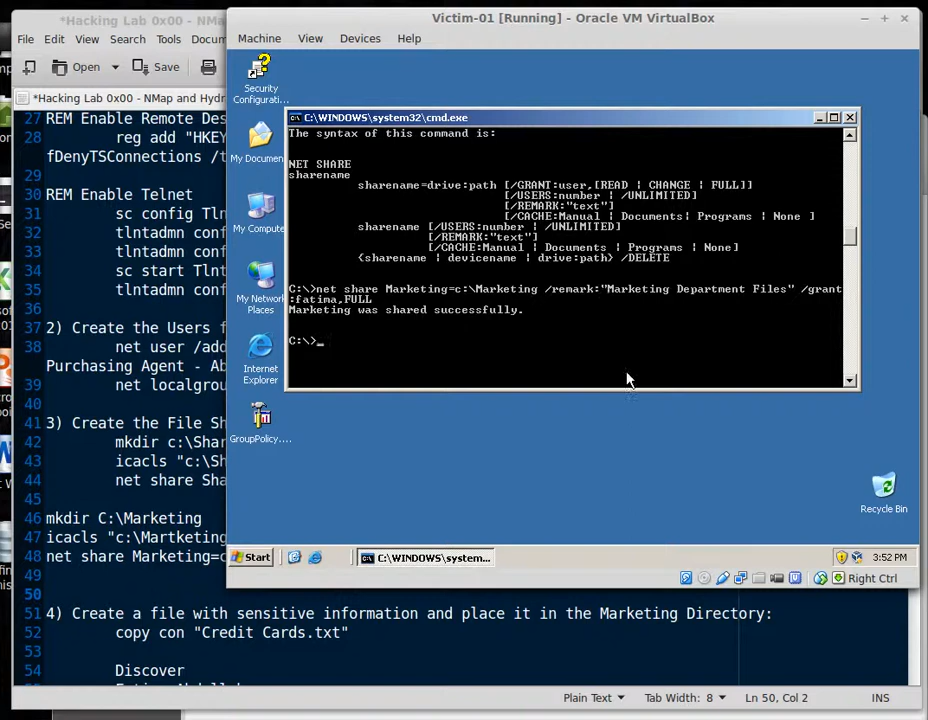 *Hacking Lab 0x00 - NMap
Victim-01 [Running] - Oracle VM VirtualBox
File Edit View Search Tools Docum
Machine View Devices Help
Open Save
*Hacking Lab 0x00 - NMap and Hydr
Security
Configurati...
My Documen
My Compute
My Network
Places
Internet
Explorer
GroupPolicy....
Recycle Bin
C:\WINDOWS\system32\cmd.exe
The syntax of this command is:
NET SHARE
sharename
sharename=drive:path [/GRANT:user,[READ | CHANGE | FULL]]
[/USERS:number | /UNLIMITED]
[/REMARK:"text"]
[/CACHE:Manual | Documents| Programs | None ]
sharename [/USERS:number | /UNLIMITED]
[/REMARK:"text"]
[/CACHE:Manual | Documents | Programs | None]
{sharename | devicename | drive:path} /DELETE
C:\>net share Marketing=c:\Marketing /remark:"Marketing Department Files" /grant
:fatima,FULL
Marketing was shared successfully.
C:\>_
Start
C:\WINDOWS\system...
3:52 PM
Right Ctrl
27 REM Enable Remote Des
28 reg add "HKEY
fDenyTSConnections /t
29
30 REM Enable Telnet
31 sc config Tln
32 tlntadmn conf
33 tlntadmn conf
34 sc start Tlnt
35 tlntadmn conf
36
37 2) Create the Users f
38 net user /add
Purchasing Agent - Ab
39 net localgrou
40
41 3) Create the File Sh
42 mkdir c:\Shar
43 icacls "c:\Sh
44 net share Sha
45
46 mkdir C:\Marketing
47 icacls "c:\Martketing
48 net share Marketing=c
49
50
51 4) Create a file with sensitive information and place it in the Marketing Directory:
52 copy con "Credit Cards.txt"
53
54 Discover
Plain Text Tab Width: 8 Ln 50, Col 2 INS